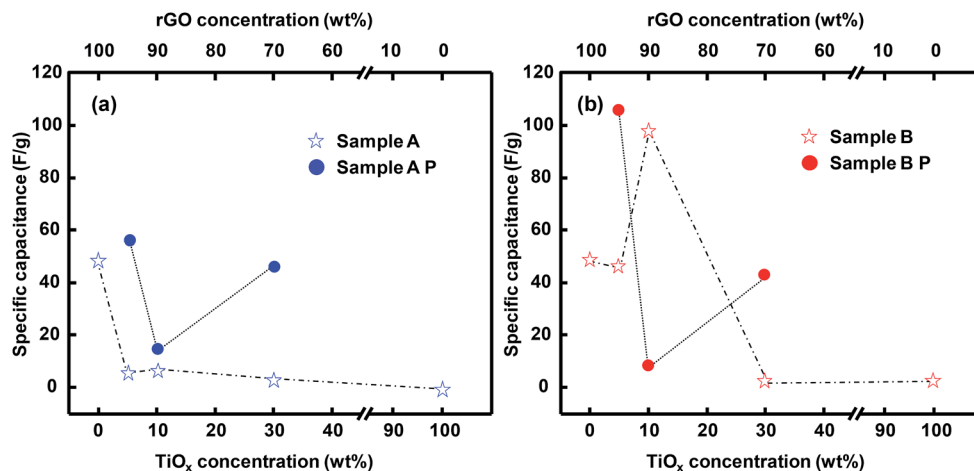 rGO concentration (wt%)
100 90 80 70 60 10 0
120
100
80
60
40
20
0
Specific capacitance (F/g)
(a)
Sample A
Sample A P
0 10 20 30 40 90 100
TiOx concentration (wt%)
rGO concentration (wt%)
100 90 80 70 60 10 0
120
100
80
60
40
20
0
Specific capacitance (F/g)
(b)
Sample B
Sample B P
0 10 20 30 40 90 100
TiOx concentration (wt%)